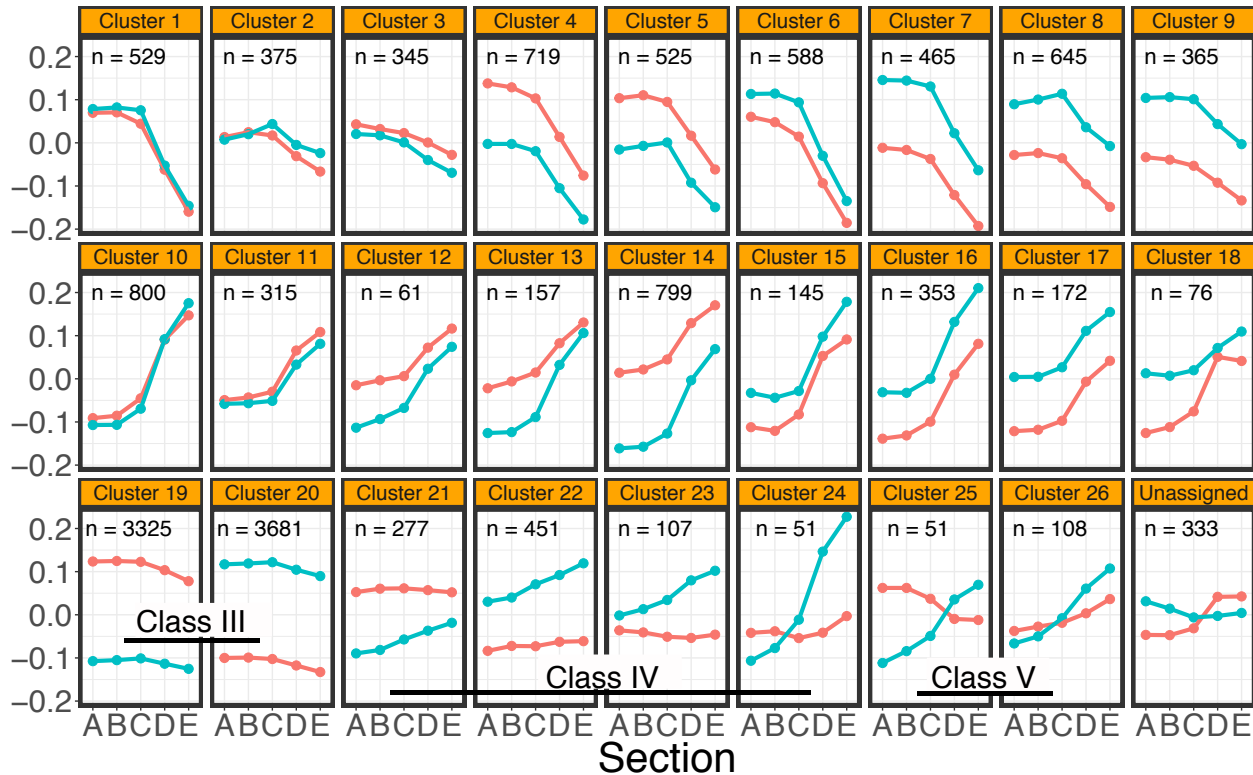 Cluster 1 Cluster 2 Cluster 3 Cluster 4 Cluster 5 Cluster 6 Cluster 7 Cluster 8 Cluster 9
n = 529 n = 375 n = 345 n = 719 n = 525 n = 588 n = 465 n = 645 n = 365
0.2
0.1
0.0
−0.1
−0.2
Cluster 10 Cluster 11 Cluster 12 Cluster 13 Cluster 14 Cluster 15 Cluster 16 Cluster 17 Cluster 18
n = 800 n = 315 n = 61 n = 157 n = 799 n = 145 n = 353 n = 172 n = 76
0.2
0.1
0.0
−0.1
−0.2
Cluster 19 Cluster 20 Cluster 21 Cluster 22 Cluster 23 Cluster 24 Cluster 25 Cluster 26 Unassigned
n = 3325 n = 3681 n = 277 n = 451 n = 107 n = 51 n = 51 n = 108 n = 333
0.2
0.1
0.0
−0.1
−0.2
Class III
Class IV Class V
ABCDE ABCDE ABCDE ABCDE ABCDE ABCDE ABCDE ABCDE ABCDE
Section